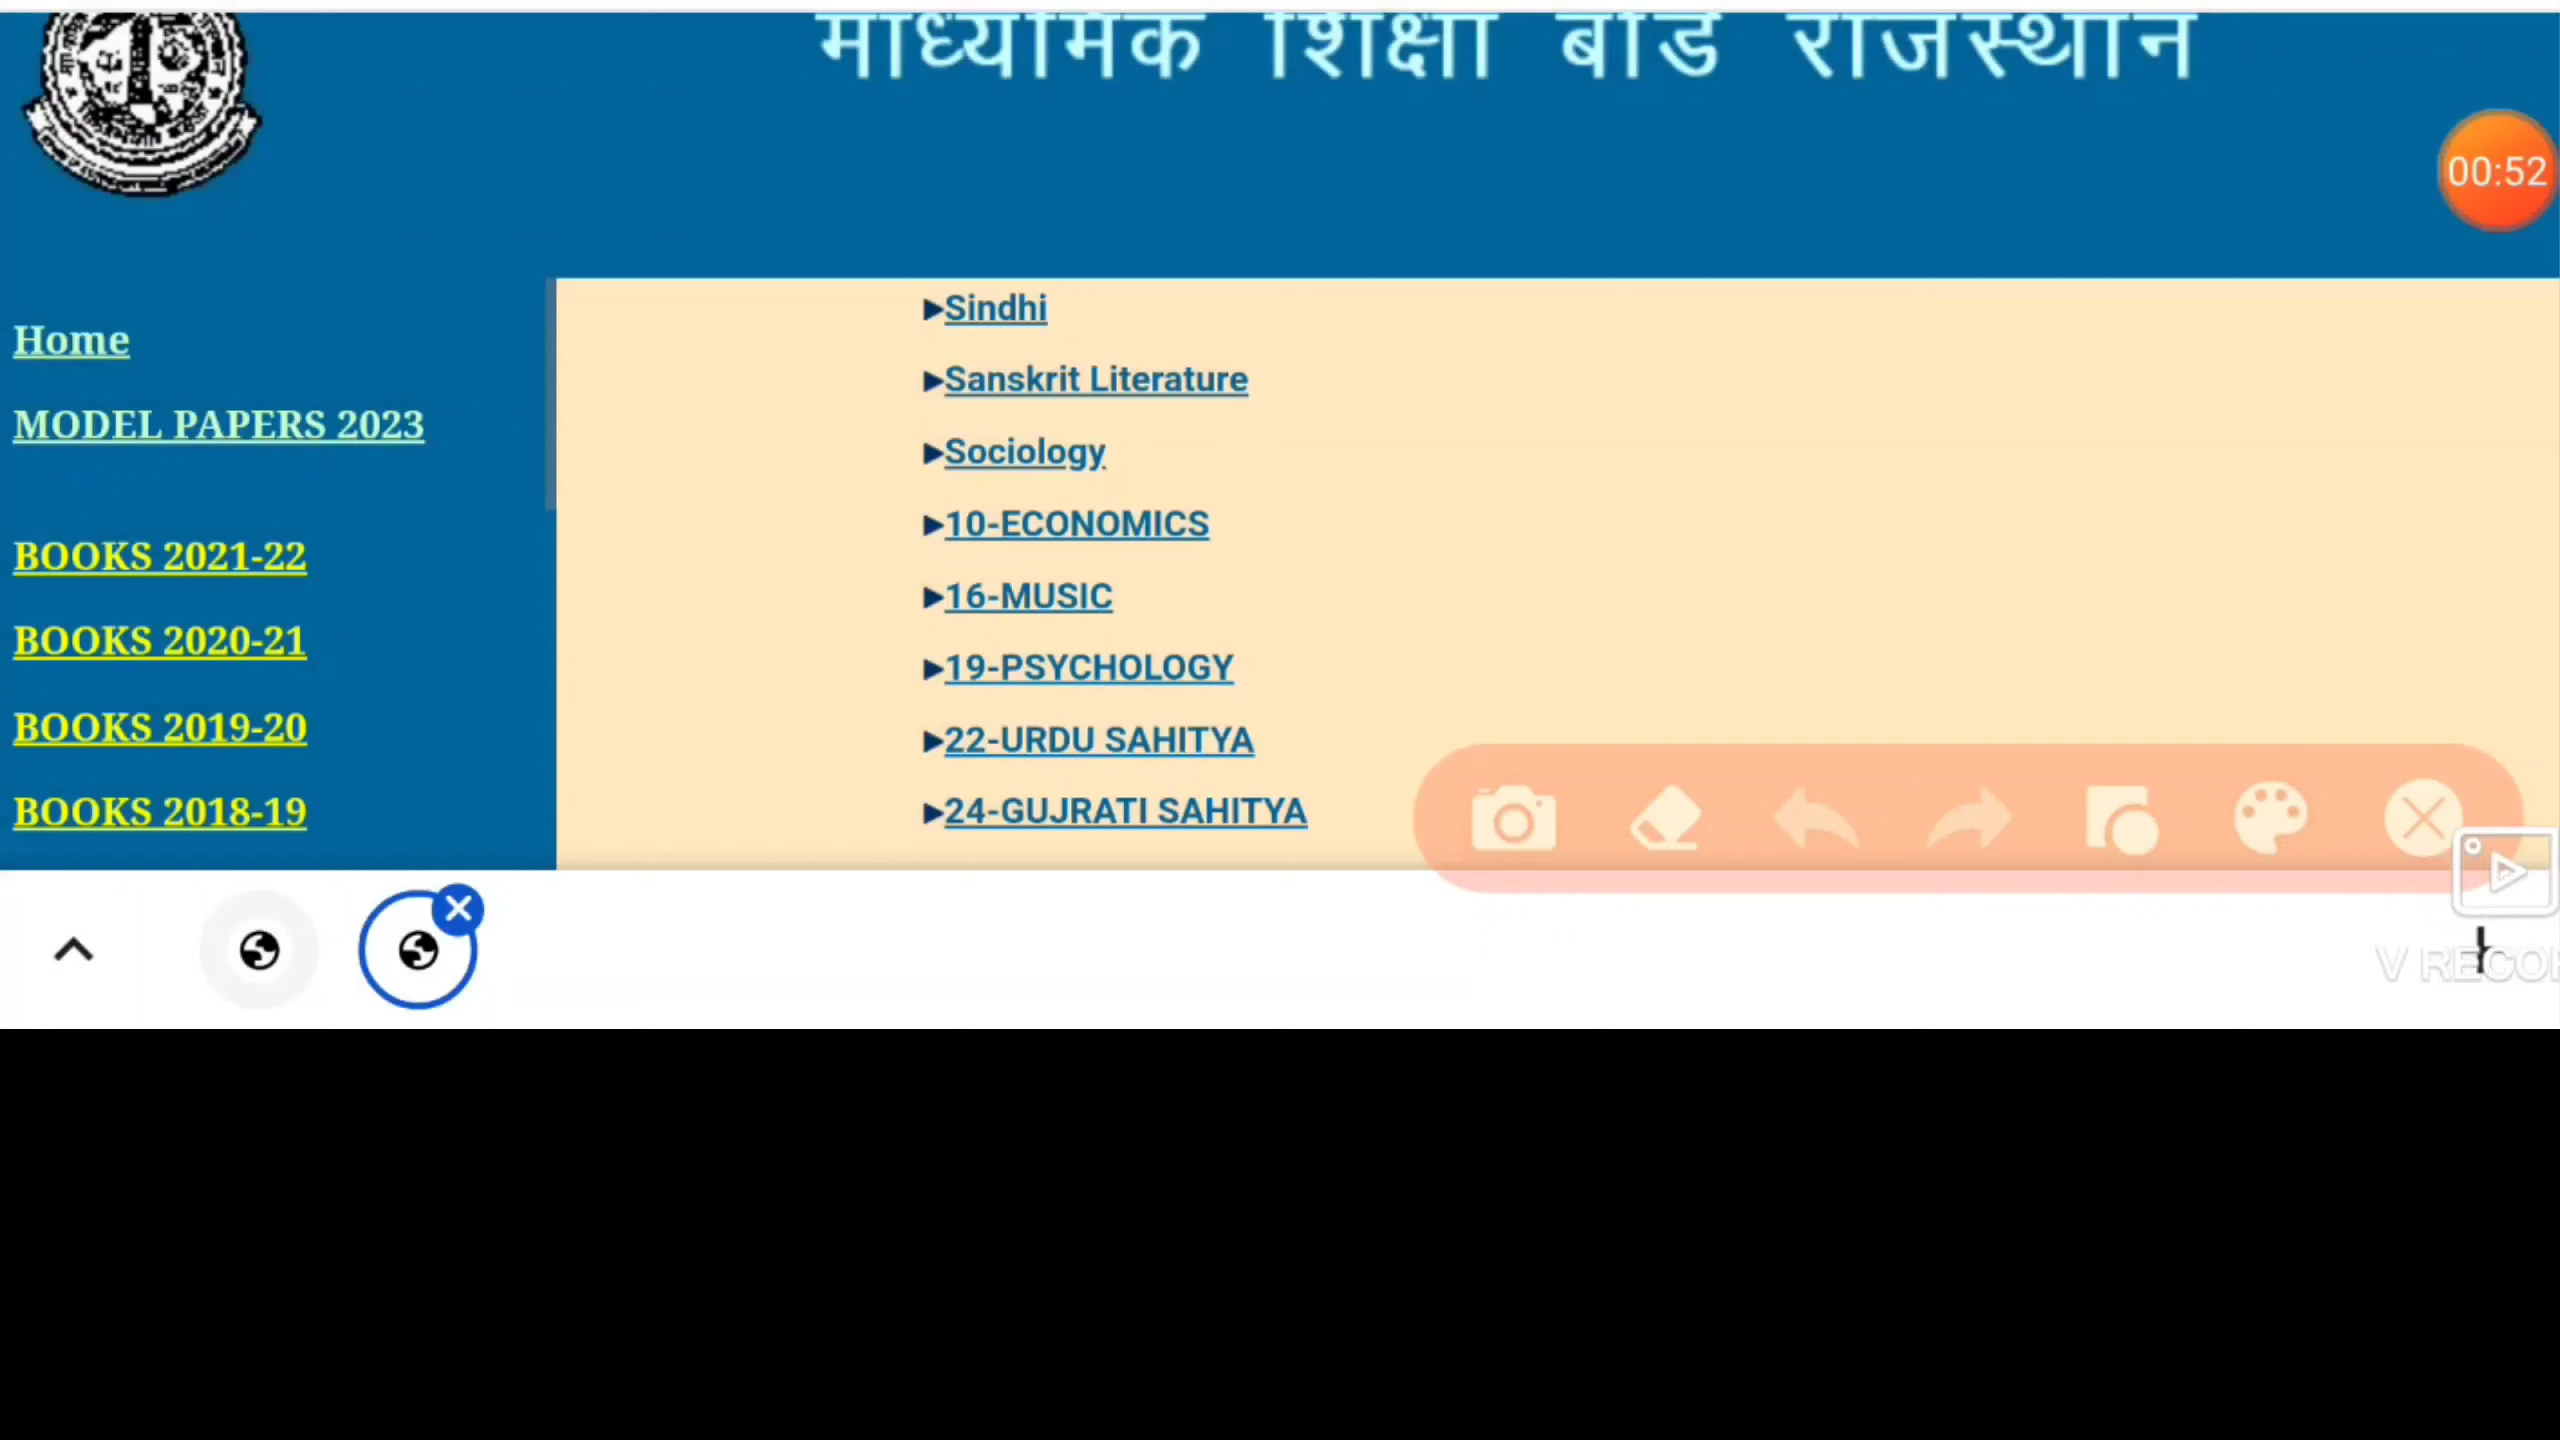 माध्यमिक शिक्षा बोर्ड राजस्थान
00:52
Home
MODEL PAPERS 2023
BOOKS 2021-22
BOOKS 2020-21
BOOKS 2019-20
BOOKS 2018-19
►Sindhi
►Sanskrit Literature
►Sociology
►10-ECONOMICS
►16-MUSIC
►19-PSYCHOLOGY
►22-URDU SAHITYA
►24-GUJRATI SAHITYA
V RECOR